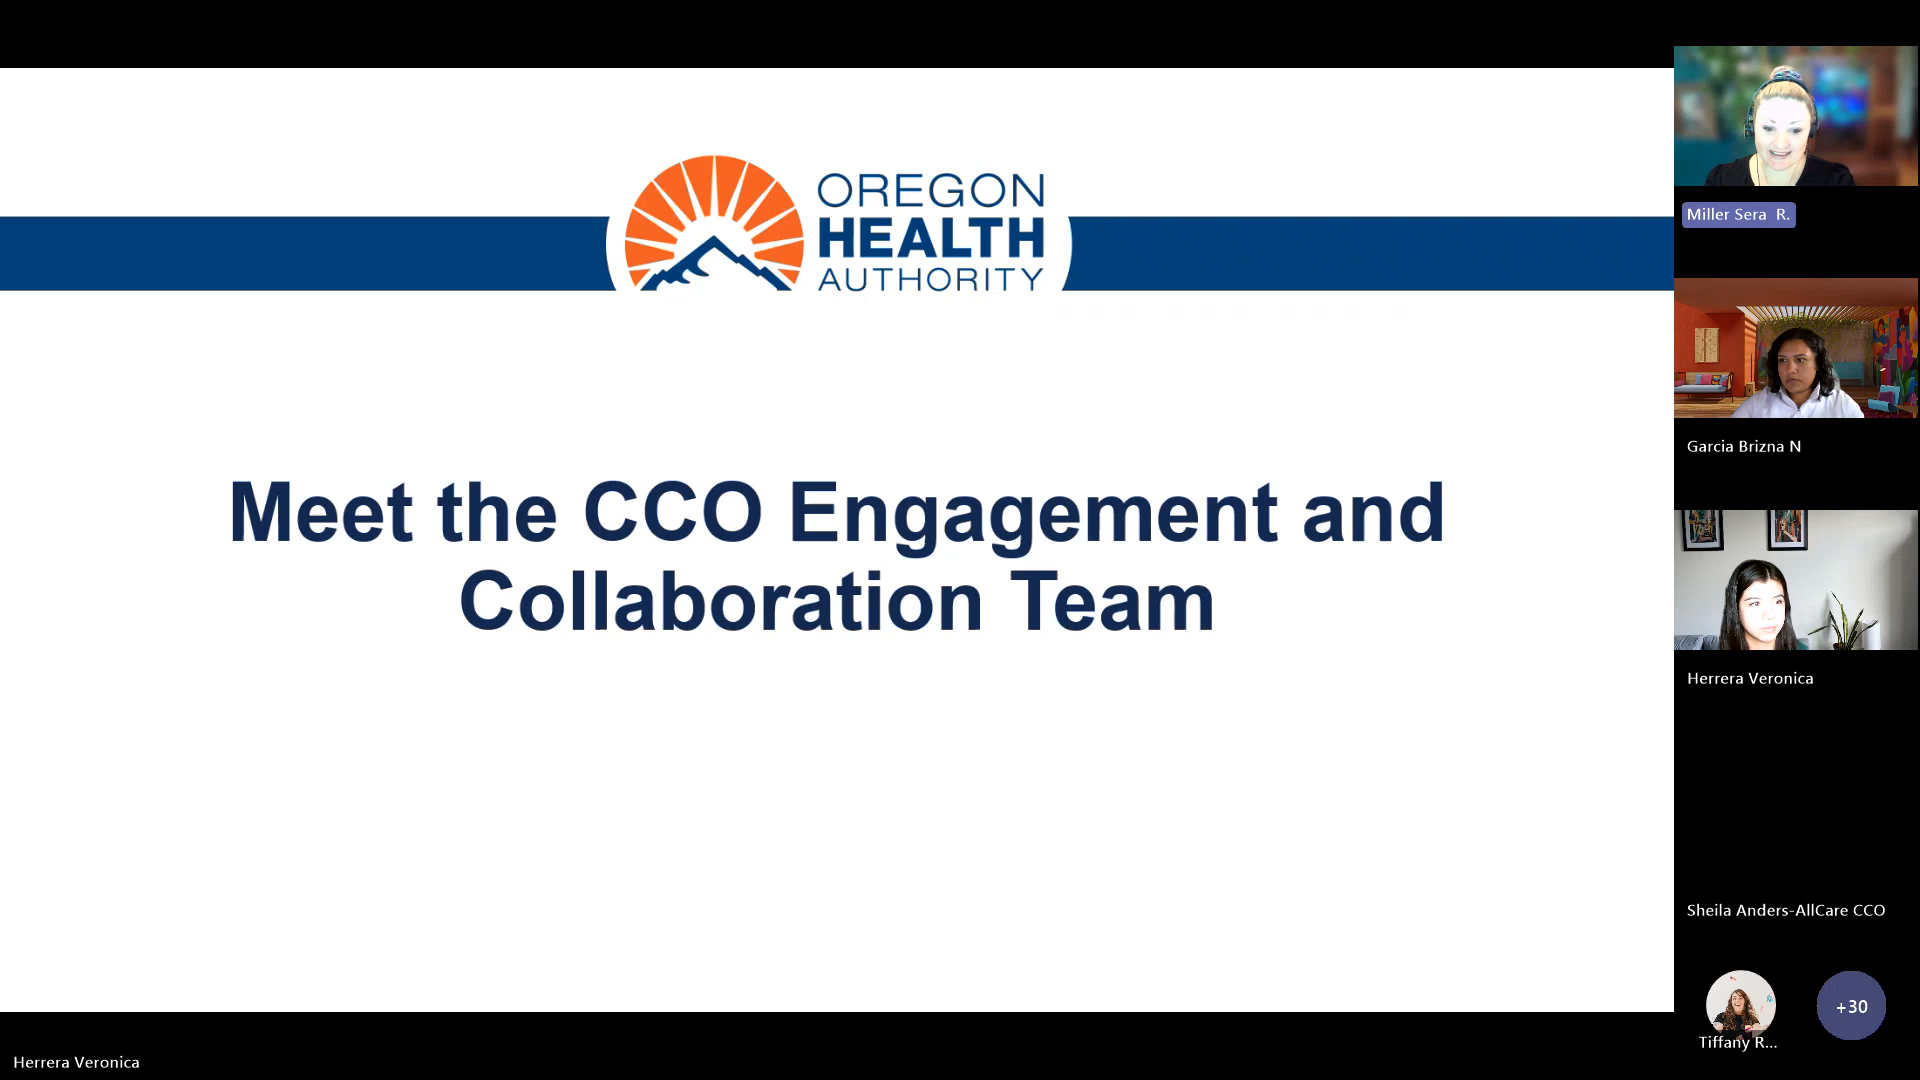 OREGON
HEALTH
AUTHORITY
Meet the CCO Engagement and
Collaboration Team
Miller Sera R.
Garcia Brizna N
Herrera Veronica
Sheila Anders-AllCare CCO
Tiffany R...
+30
Herrera Veronica